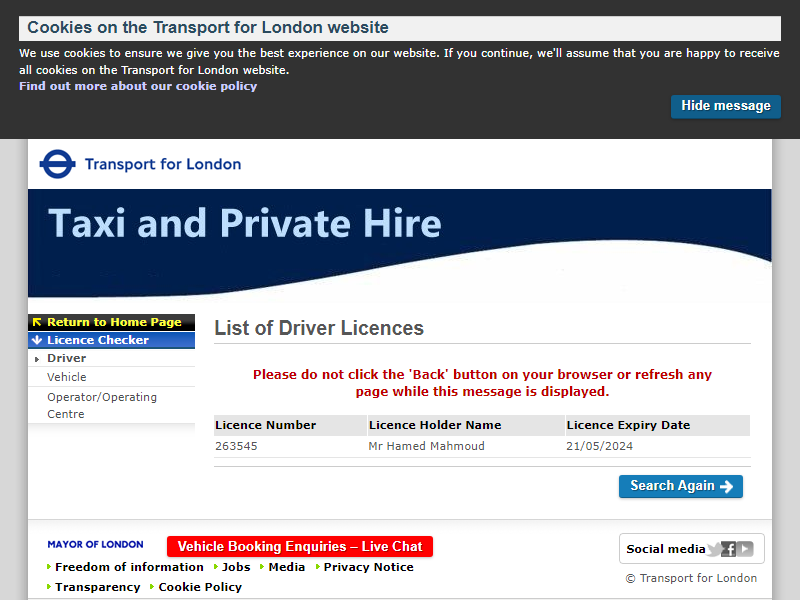 Cookies on the Transport for London website
We use cookies to ensure we give you the best experience on our website. If you continue, we'll assume that you are happy to receive
all cookies on the Transport for London website.
Find out more about our cookie policy
Hide message
Transport for London
Taxi and Private Hire
Return to Home Page
Licence Checker
Driver
Vehicle
Operator/Operating
Centre
List of Driver Licences
Please do not click the 'Back' button on your browser or refresh any
page while this message is displayed.
Licence Number Licence Holder Name Licence Expiry Date
263545 Mr Hamed Mahmoud 21/05/2024
Search Again
MAYOR OF LONDON
Vehicle Booking Enquiries – Live Chat
Freedom of information Jobs Media Privacy Notice
Transparency Cookie Policy
Social media
© Transport for London